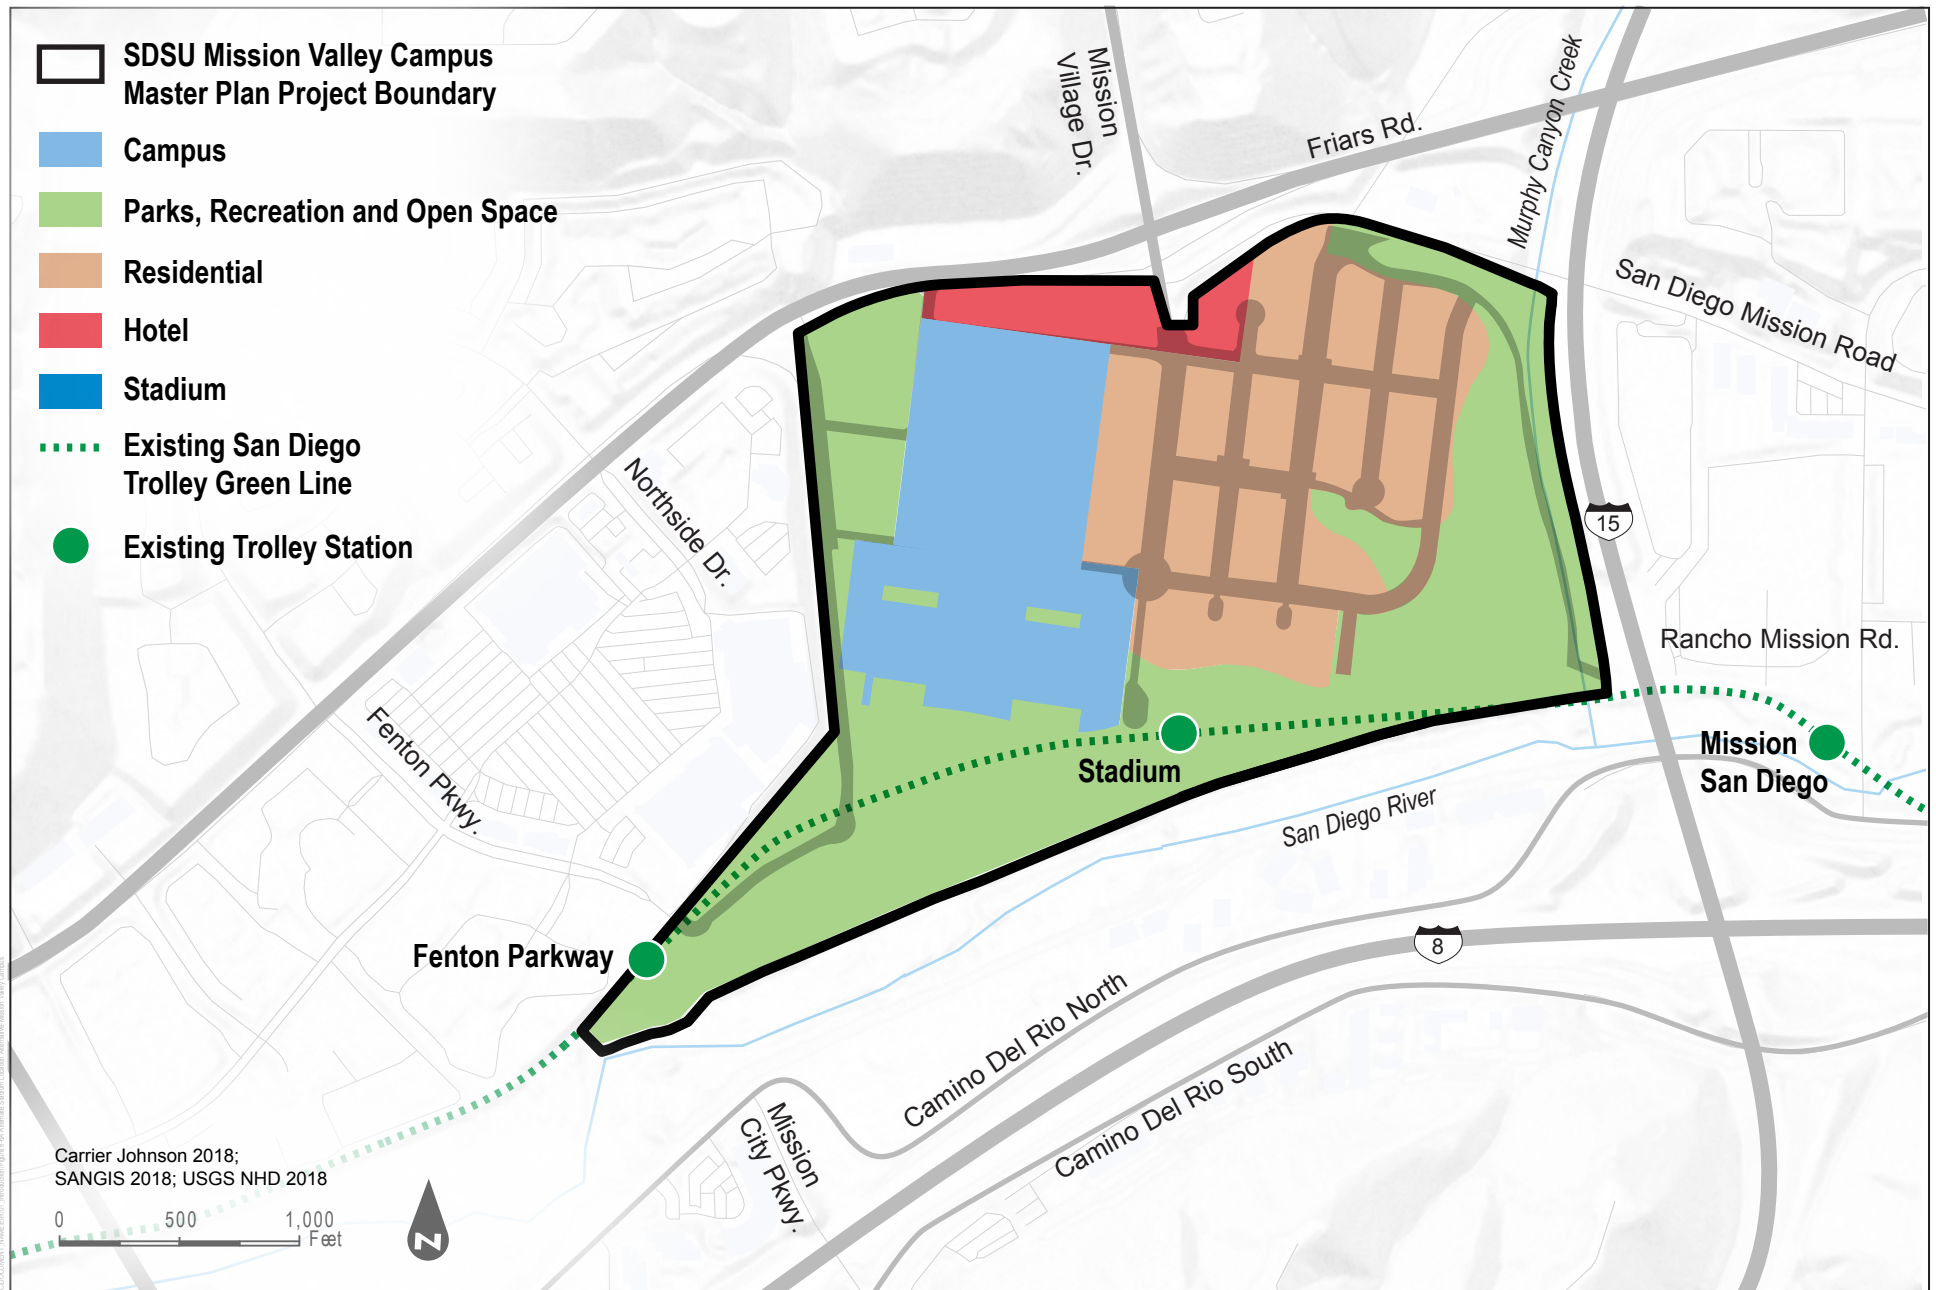 SDSU Mission Valley Campus
Master Plan Project Boundary
Campus
Parks, Recreation and Open Space
Residential
Hotel
Stadium
Existing San Diego
Trolley Green Line
Existing Trolley Station
Mission
Village Dr.
Friars Rd.
Murphy Canyon Creek
San Diego Mission Road
Northside Dr.
15
Rancho Mission Rd.
Fenton Pkwy.
Stadium
Mission
San Diego
San Diego River
Fenton Parkway
8
Camino Del Rio North
Camino Del Rio South
Mission
City Pkwy.
Carrier Johnson 2018;
SANGIS 2018; USGS NHD 2018
0 500 1,000
Feet
N